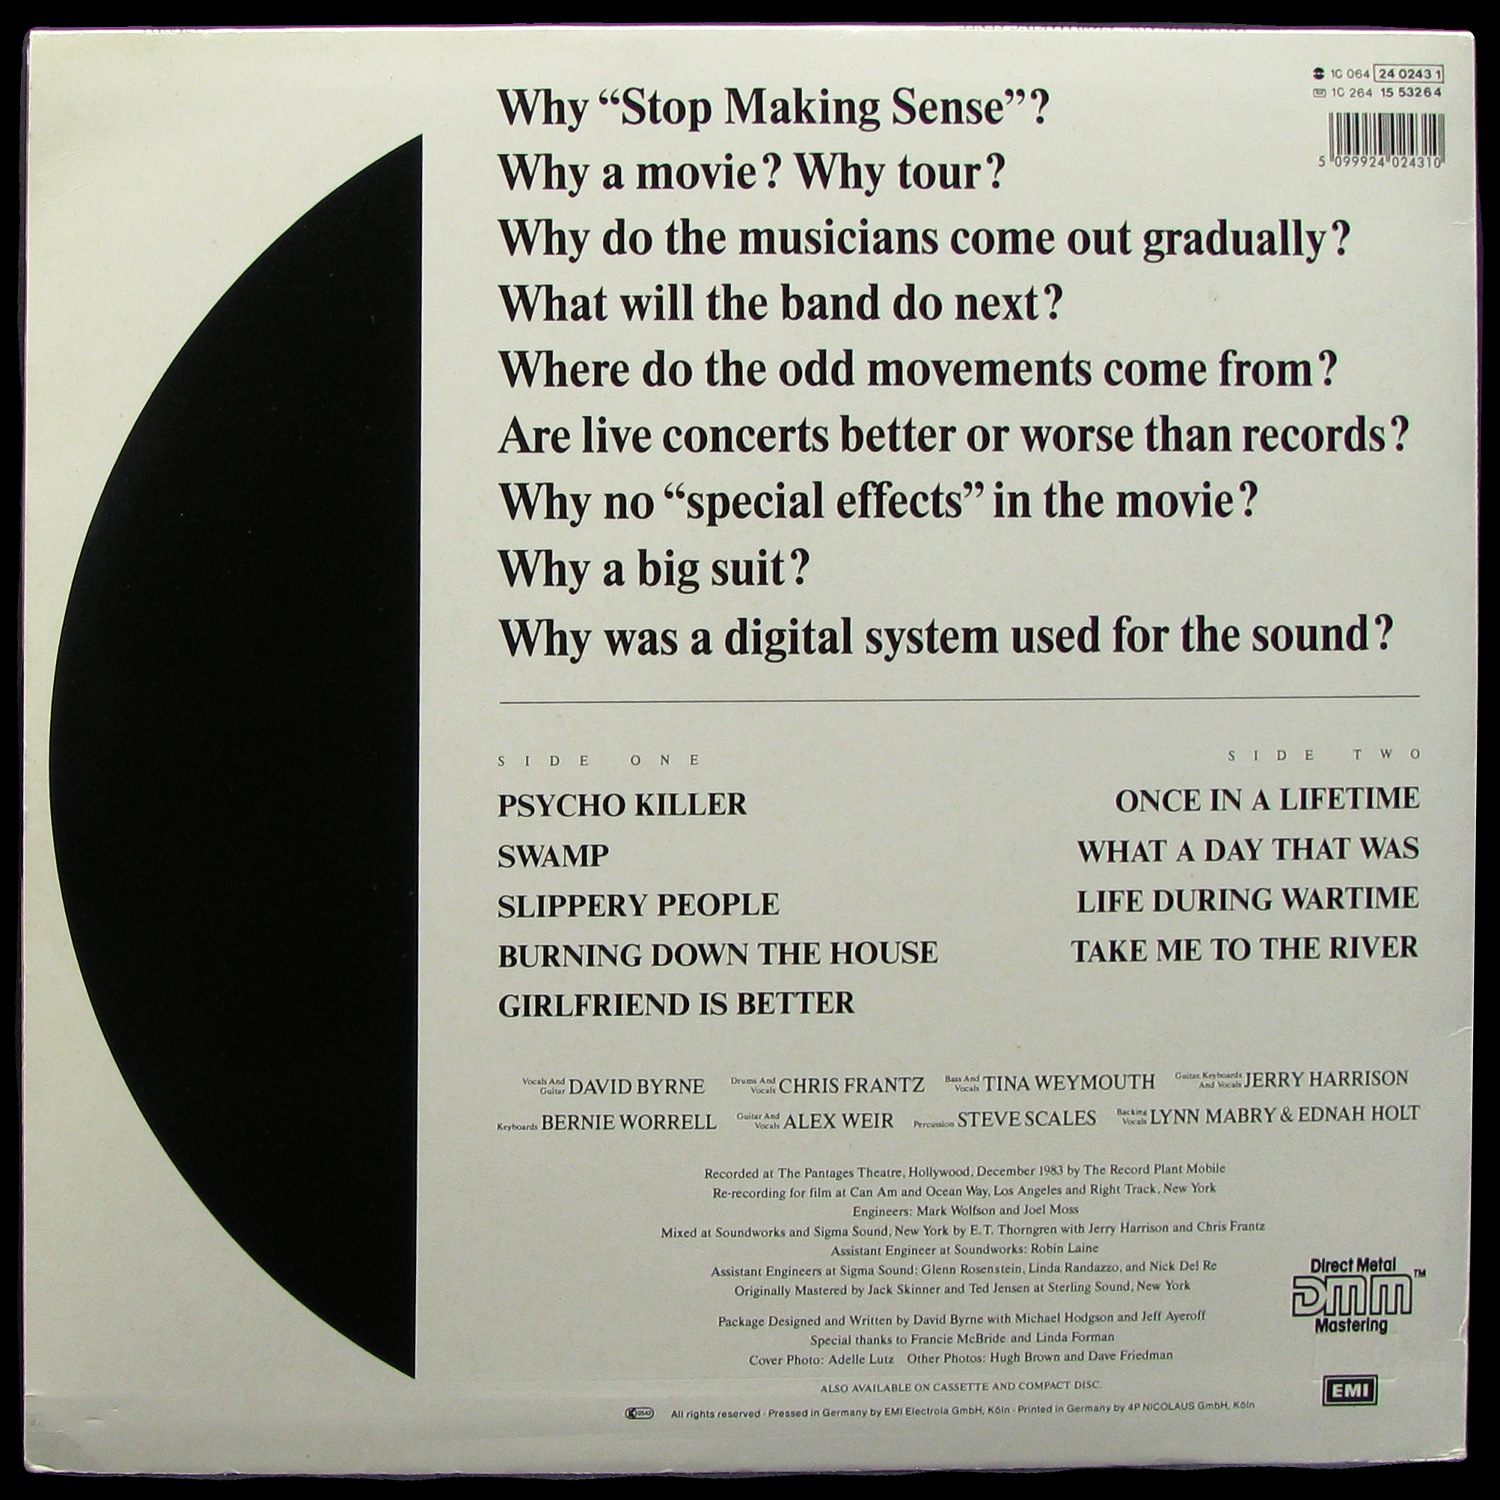 1C 064 24 0243 1
1C 264 15 5326 4
5 099924 024310
Why “Stop Making Sense”?
Why a movie? Why tour?
Why do the musicians come out gradually?
What will the band do next?
Where do the odd movements come from?
Are live concerts better or worse than records?
Why no “special effects” in the movie?
Why a big suit?
Why was a digital system used for the sound?
SIDE ONE
PSYCHO KILLER
SWAMP
SLIPPERY PEOPLE
BURNING DOWN THE HOUSE
GIRLFRIEND IS BETTER
SIDE TWO
ONCE IN A LIFETIME
WHAT A DAY THAT WAS
LIFE DURING WARTIME
TAKE ME TO THE RIVER
Vocals And Guitar DAVID BYRNE Drums And Vocals CHRIS FRANTZ Bass And Vocals TINA WEYMOUTH Guitar Keyboards And Vocals JERRY HARRISON
Keyboards BERNIE WORRELL Guitar And Vocals ALEX WEIR Percussion STEVE SCALES Backing Vocals LYNN MABRY & EDNAH HOLT
Recorded at The Pantages Theatre, Hollywood, December 1983 by The Record Plant Mobile
Re-recording for film at Can Am and Ocean Way, Los Angeles and Right Track, New York
Engineers: Mark Wolfson and Joel Moss
Mixed at Soundworks and Sigma Sound, New York by E.T. Thorngren with Jerry Harrison and Chris Frantz
Assistant Engineer at Soundworks: Robin Laine
Assistant Engineers at Sigma Sound: Glenn Rosenstein, Linda Randazzo, and Nick Del Re
Originally Mastered by Jack Skinner and Ted Jensen at Sterling Sound, New York
Package Designed and Written by David Byrne with Michael Hodgson and Jeff Ayeroff
Special thanks to Francie McBride and Linda Forman
Cover Photo: Adelle Lutz Other Photos: Hugh Brown and Dave Friedman
ALSO AVAILABLE ON CASSETTE AND COMPACT DISC.
All rights reserved · Pressed in Germany by EMI Electrola GmbH, Köln · Printed in Germany by 4P NICOLAUS GmbH, Köln
Direct Metal
DMM™
Mastering
EMI